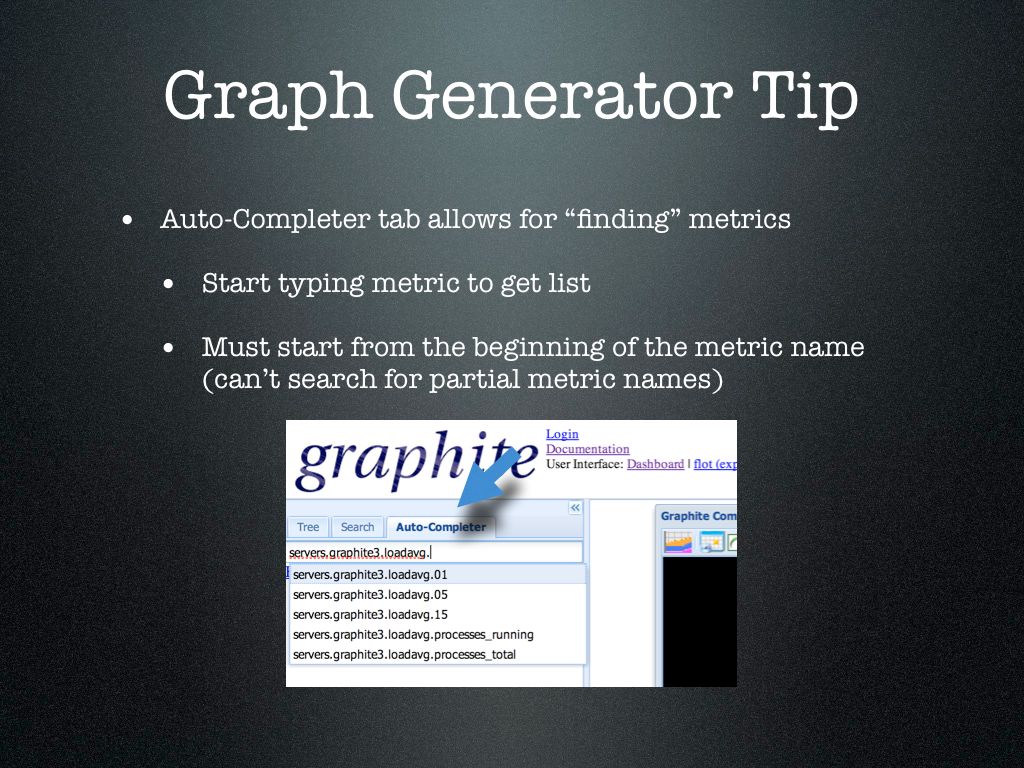 Graph Generator Tip
• Auto-Completer tab allows for “finding” metrics
• Start typing metric to get list
• Must start from the beginning of the metric name
(can’t search for partial metric names)
graphite
Login
Documentation
User Interface: Dashboard | flot (exp
Tree Search Auto-Completer
Graphite Com
servers.graphite3.loadavg.
servers.graphite3.loadavg.01
servers.graphite3.loadavg.05
servers.graphite3.loadavg.15
servers.graphite3.loadavg.processes_running
servers.graphite3.loadavg.processes_total